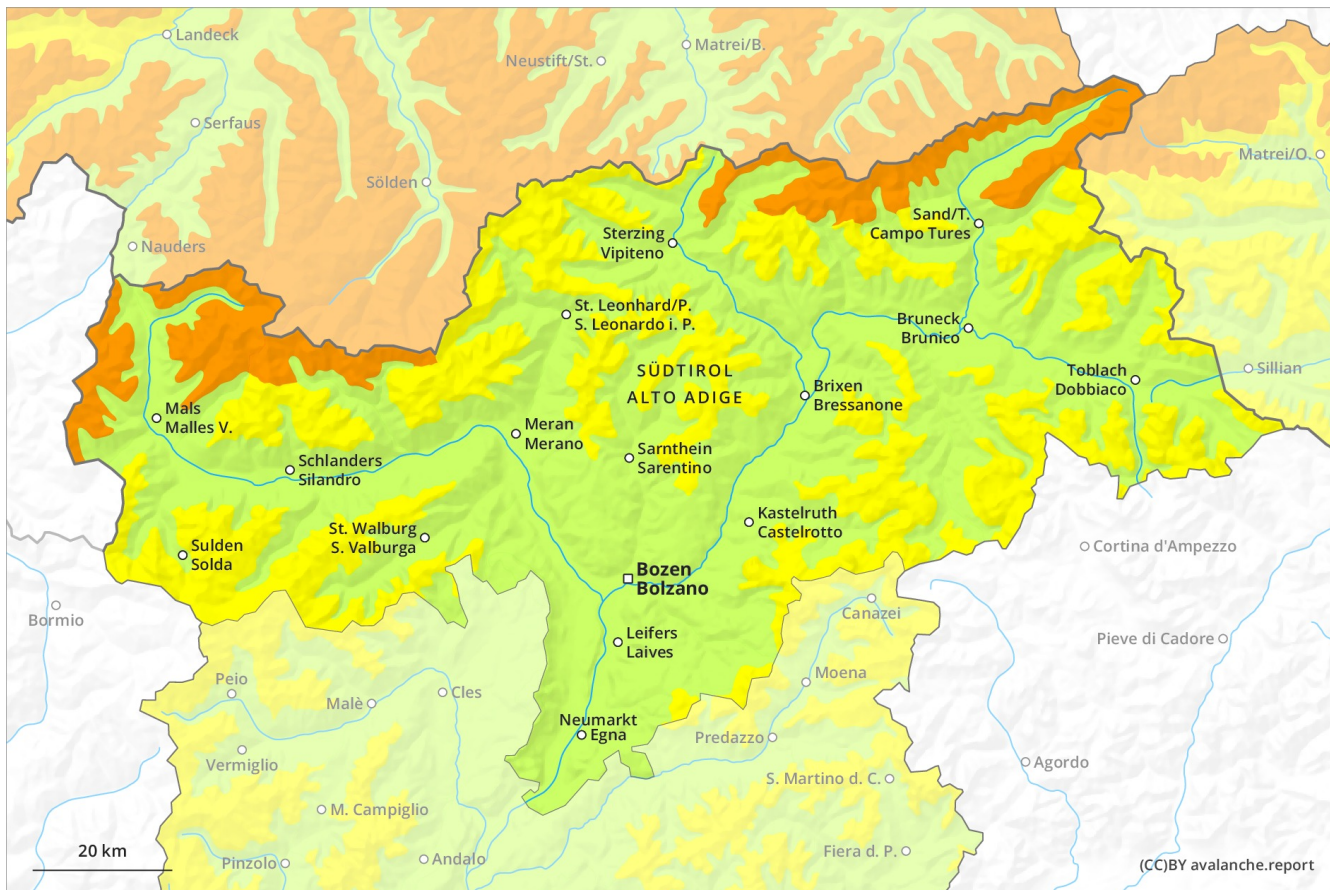 Landeck
Matrei/B.
Neustift/St.
Serfaus
Matrei/O.
Sölden
Nauders
Sand/T.
Campo Tures
Sterzing
Vipiteno
St. Leonhard/P.
S. Leonardo i. P.
Bruneck
Brunico
SÜDTIROL
ALTO ADIGE
Toblach
Dobbiaco
Sillian
Brixen
Bressanone
Mals
Malles V.
Meran
Merano
Schlanders
Silandro
Sarnthein
Sarentino
Kastelruth
Castelrotto
St. Walburg
S. Valburga
Sulden
Solda
Cortina d'Ampezzo
Bozen
Bolzano
Bormio
Canazei
Leifers
Laives
Pieve di Cadore
Peio
Malè
Cles
Moena
Neumarkt
Egna
Predazzo
Vermiglio
Agordo
S. Martino d. C.
M. Campiglio
20 km
Pinzolo
Andalo
Fiera d. P.
(CC)BY avalanche.report